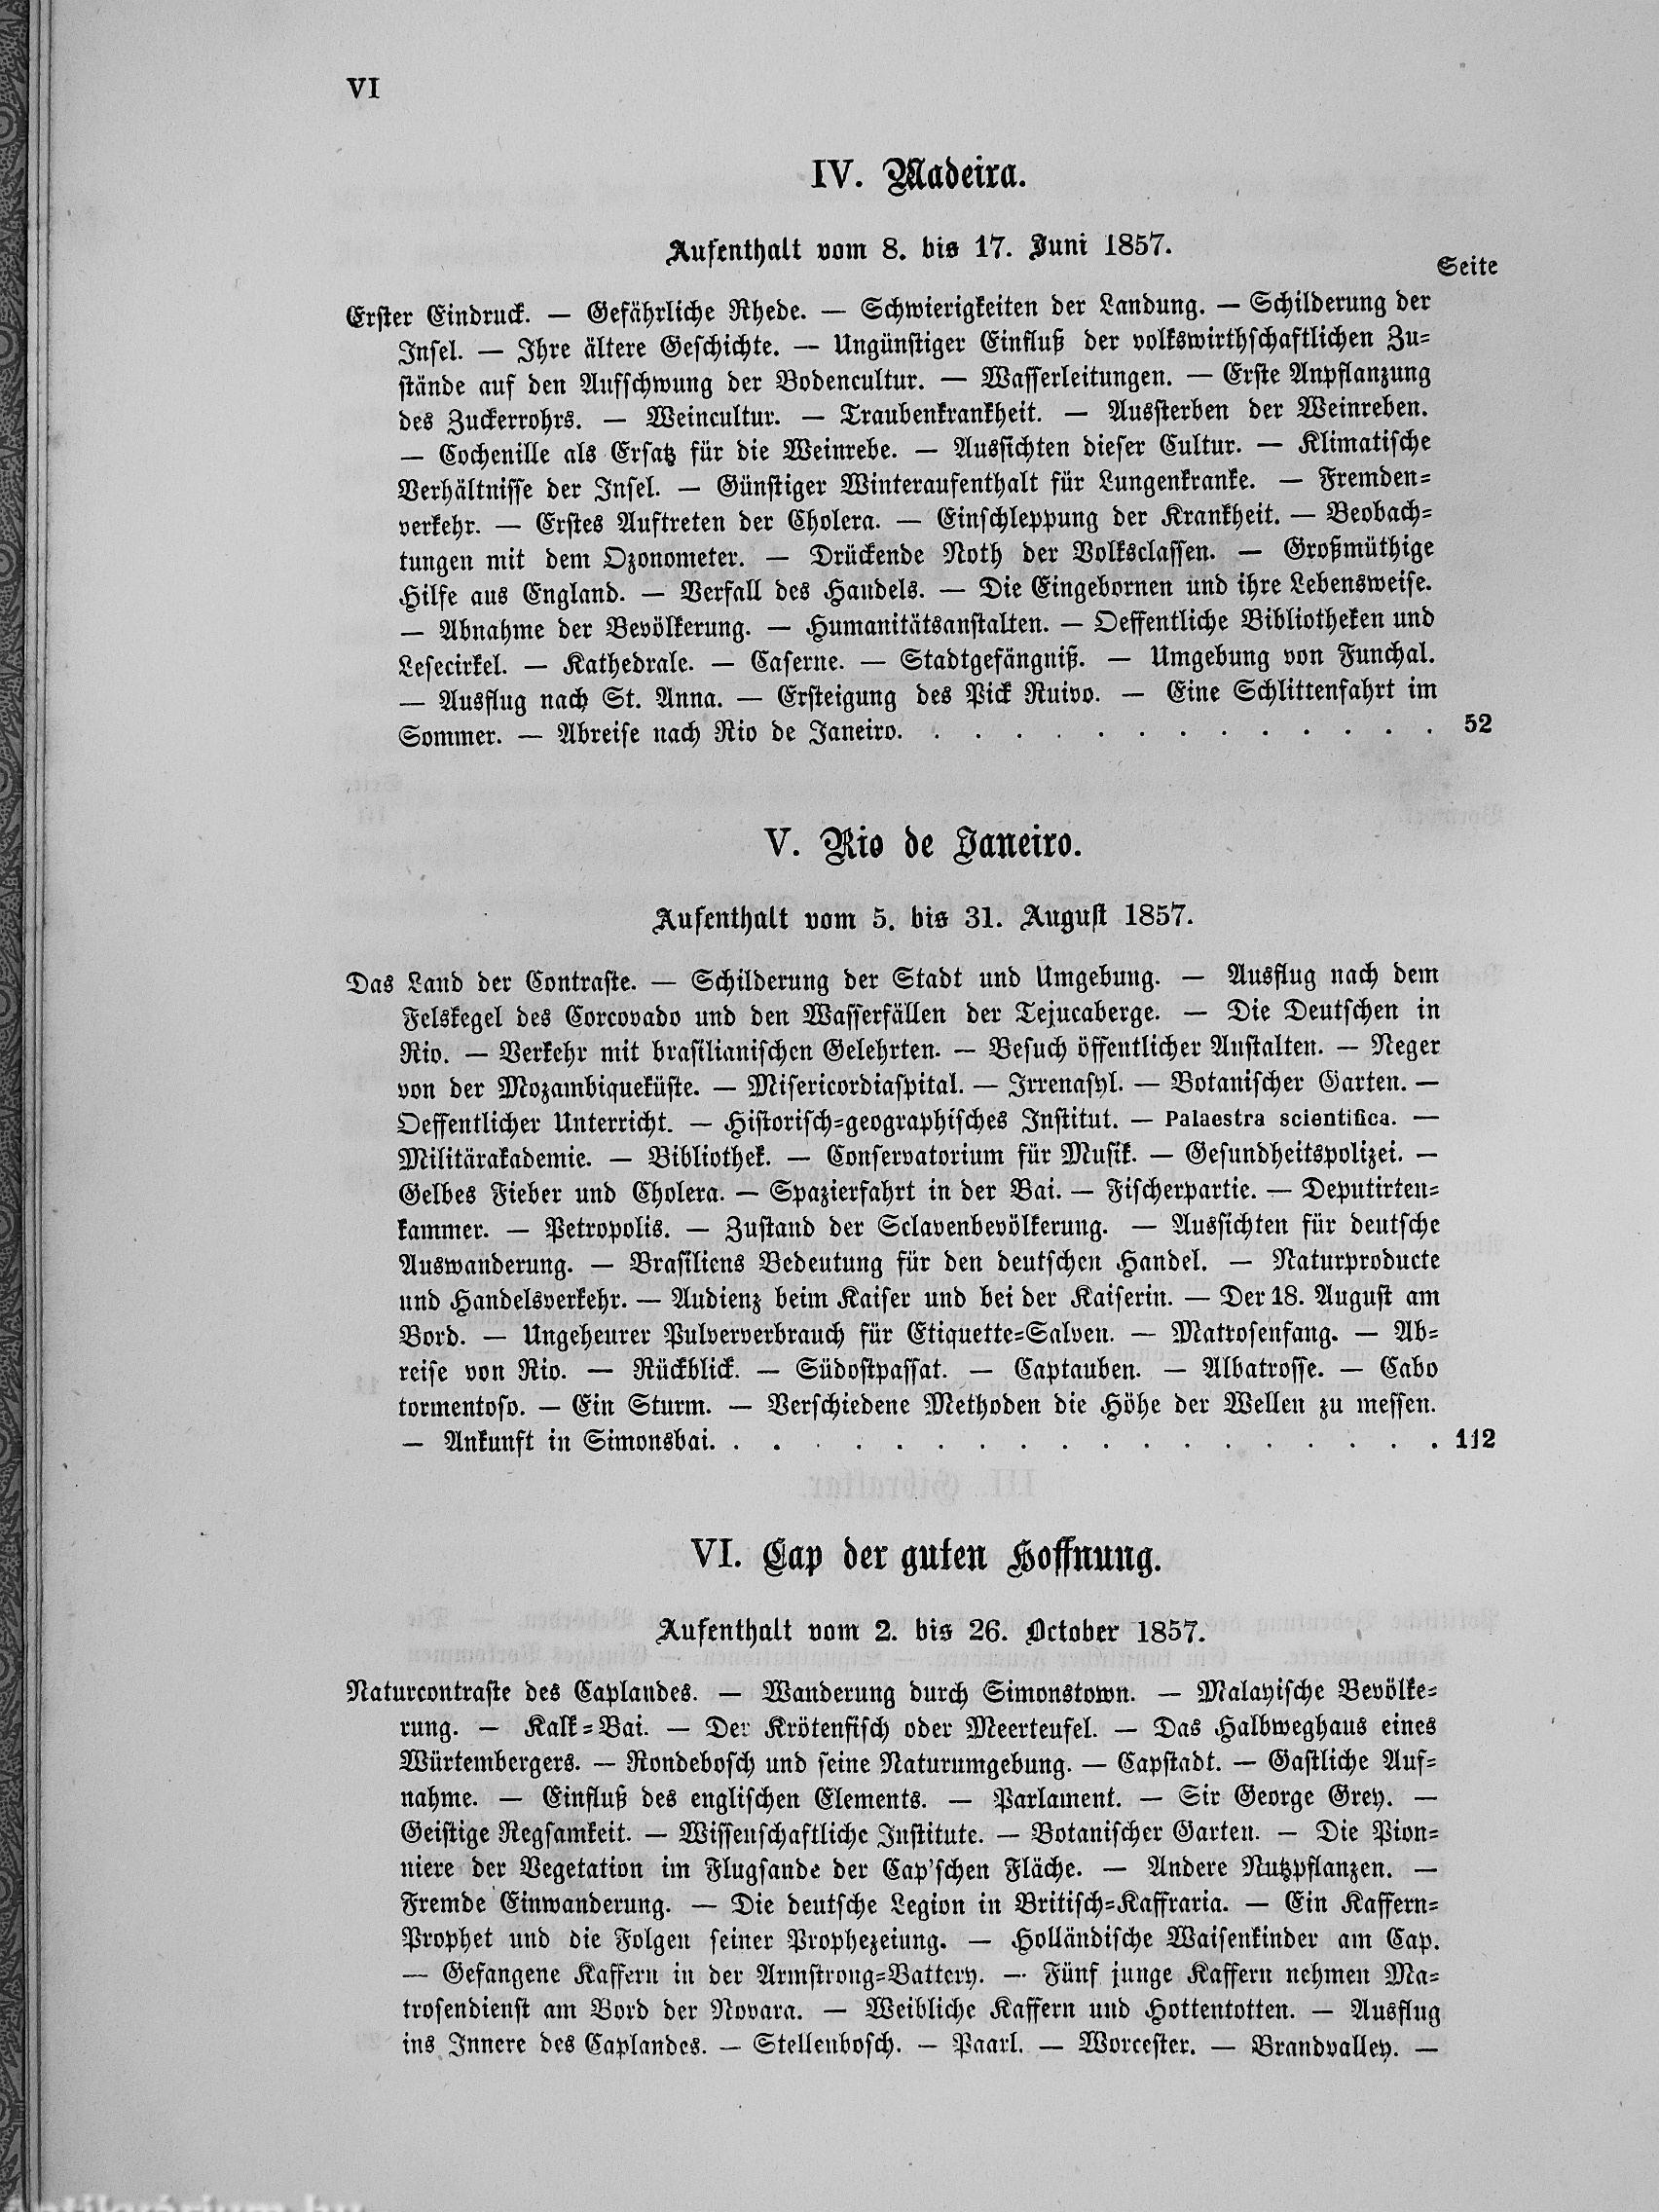 VI
IV. Madeira.
Aufenthalt vom 8. bis 17. Juni 1857.
Seite
Erster Eindruck. — Gefährliche Rhede. — Schwierigkeiten der Landung. — Schilderung der
Insel. — Ihre ältere Geschichte. — Ungünstiger Einfluß der volkswirthschaftlichen Zu=
stände auf den Aufschwung der Bodencultur. — Wasserleitungen. — Erste Anpflanzung
des Zuckerrohrs. — Weincultur. — Traubenkrankheit. — Aussterben der Weinreben.
— Cochenille als Ersatz für die Weinrebe. — Aussichten dieser Cultur. — Klimatische
Verhältnisse der Insel. — Günstiger Winteraufenthalt für Lungenkranke. — Fremden=
verkehr. — Erstes Auftreten der Cholera. — Einschleppung der Krankheit. — Beobach=
tungen mit dem Ozonometer. — Drückende Noth der Volksclassen. — Großmüthige
Hilfe aus England. — Verfall des Handels. — Die Eingebornen und ihre Lebensweise.
— Abnahme der Bevölkerung. — Humanitätsanstalten. — Oeffentliche Bibliotheken und
Lesecirkel. — Kathedrale. — Caserne. — Stadtgefängniß. — Umgebung von Funchal.
— Ausflug nach St. Anna. — Ersteigung des Pick Ruivo. — Eine Schlittenfahrt im
Sommer. — Abreise nach Rio de Janeiro. . . . . . . . . . . . . . 52
V. Rio de Janeiro.
Aufenthalt vom 5. bis 31. August 1857.
Das Land der Contraste. — Schilderung der Stadt und Umgebung. — Ausflug nach dem
Felskegel des Corcovado und den Wasserfällen der Tejucaberge. — Die Deutschen in
Rio. — Verkehr mit brasilianischen Gelehrten. — Besuch öffentlicher Anstalten. — Neger
von der Mozambiqueküste. — Misericordiaspital. — Irrenasyl. — Botanischer Garten. —
Oeffentlicher Unterricht. — Historisch=geographisches Institut. — Palaestra scientifica. —
Militärakademie. — Bibliothek. — Conservatorium für Musik. — Gesundheitspolizei. —
Gelbes Fieber und Cholera. — Spazierfahrt in der Bai. — Fischerpartie. — Deputirten=
kammer. — Petropolis. — Zustand der Sclavenbevölkerung. — Aussichten für deutsche
Auswanderung. — Brasiliens Bedeutung für den deutschen Handel. — Naturproducte
und Handelsverkehr. — Audienz beim Kaiser und bei der Kaiserin. — Der 18. August am
Bord. — Ungeheurer Pulververbrauch für Etiquette=Salven. — Matrosenfang. — Ab=
reise von Rio. — Rückblick. — Südostpassat. — Captauben. — Albatrosse. — Cabo
tormentoso. — Ein Sturm. — Verschiedene Methoden die Höhe der Wellen zu messen.
— Ankunft in Simonsbai. . . . . . . . . . . . . . . . . . . 112
VI. Cap der guten Hoffnung.
Aufenthalt vom 2. bis 26. October 1857.
Naturcontraste des Caplandes. — Wanderung durch Simonstown. — Malayische Bevölke=
rung. — Kalk=Bai. — Der Krötenfisch oder Meerteufel. — Das Halbweghaus eines
Würtembergers. — Rondebosch und seine Naturumgebung. — Capstadt. — Gastliche Auf=
nahme. — Einfluß des englischen Elements. — Parlament. — Sir George Grey. —
Geistige Regsamkeit. — Wissenschaftliche Institute. — Botanischer Garten. — Die Pion=
niere der Vegetation im Flugsande der Cap'schen Fläche. — Andere Nutzpflanzen. —
Fremde Einwanderung. — Die deutsche Legion in Britisch=Kaffraria. — Ein Kaffern=
Prophet und die Folgen seiner Prophezeiung. — Holländische Waisenkinder am Cap.
— Gefangene Kaffern in der Armstrong=Battery. — Fünf junge Kaffern nehmen Ma=
trosendienst am Bord der Novara. — Weibliche Kaffern und Hottentotten. — Ausflug
ins Innere des Caplandes. — Stellenbosch. — Paarl. — Worcester. — Brandvalley. —